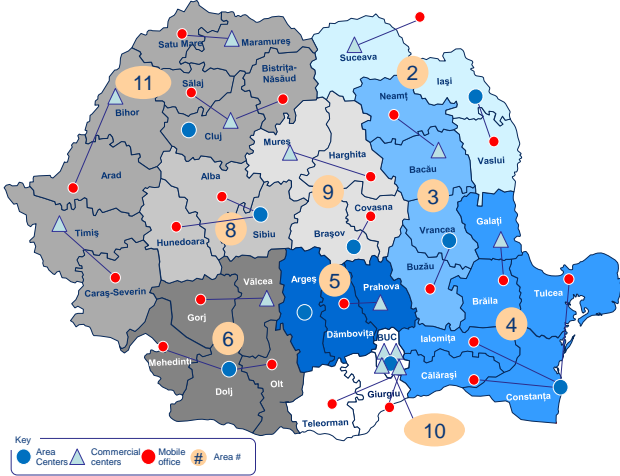 Satu Mare
Maramureş
Suceava
Bistriţa-
Năsăud
2
Iaşi
11
Sălaj
Neamţ
Bihor
Cluj
Mureş
Harghita
Vaslui
Bacău
Arad
Alba
9
3
Covasna
Galaţi
Timiş
8
Hunedoara
Sibiu
Braşov
Vrancea
Buzău
Vâlcea
Argeş
5
Prahova
Caraş-Severin
Brăila
Tulcea
Gorj
4
Dâmboviţa
6
BUC
Ialomiţa
Mehedinti
Călăraşi
Dolj
Olt
Giurgiu
Constanţa
Teleorman
10
Key
Area
Centers
Commercial
centers
Mobile
office
#
Area #